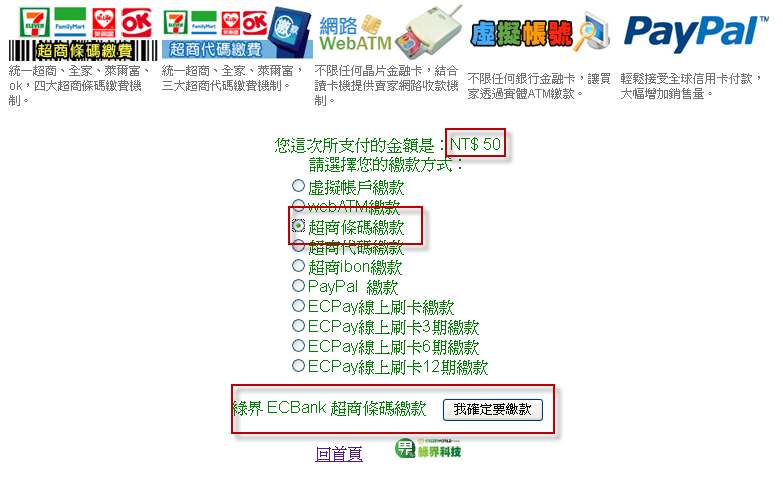 7 ELEVEN FamilyMart OK
超商條碼繳費
統一超商、全家、萊爾富、
ok，四大超商條碼繳費機
制。
7 ELEVEN FamilyMart OK 繳款
超商代碼繳費
統一超商、全家、萊爾富，
三大超商代碼繳費機制。
網路
WebATM
不限任何晶片金融卡，結合
讀卡機提供賣家網路收款機
制。
虛擬帳號
不限任何銀行金融卡，讓買
家透過實體ATM繳款。
PayPal™
輕鬆接受全球信用卡付款，
大幅增加銷售量。
您這次所支付的金額是：NT$ 50
請選擇您的繳款方式：
虛擬帳戶繳款
webATM繳款
超商條碼繳款
超商代碼繳款
超商ibon繳款
PayPal 繳款
ECPay線上刷卡繳款
ECPay線上刷卡3期繳款
ECPay線上刷卡6期繳款
ECPay線上刷卡12期繳款
綠界 ECBank 超商條碼繳款 我確定要繳款
回首頁
綠界科技